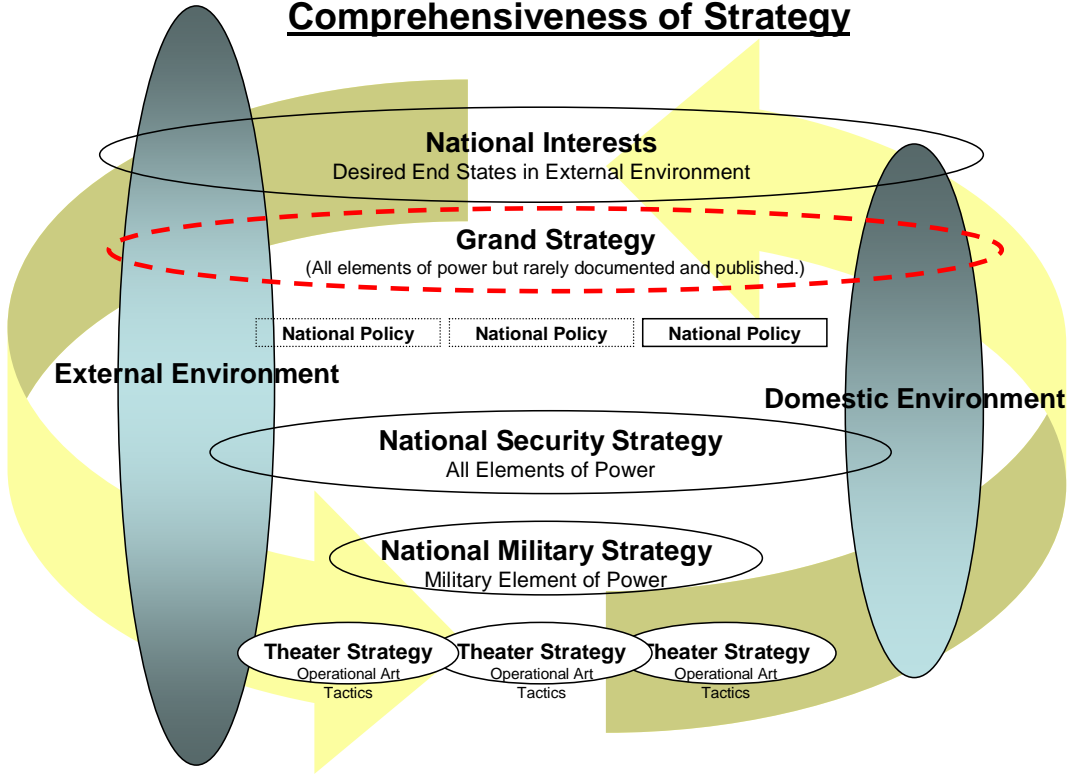 Comprehensiveness of Strategy
National Interests
Desired End States in External Environment
Grand Strategy
(All elements of power but rarely documented and published.)
National Policy
National Policy
National Policy
External Environment
Domestic Environment
National Security Strategy
All Elements of Power
National Military Strategy
Military Element of Power
Theater Strategy
Operational Art
Tactics
Theater Strategy
Operational Art
Tactics
Theater Strategy
Operational Art
Tactics